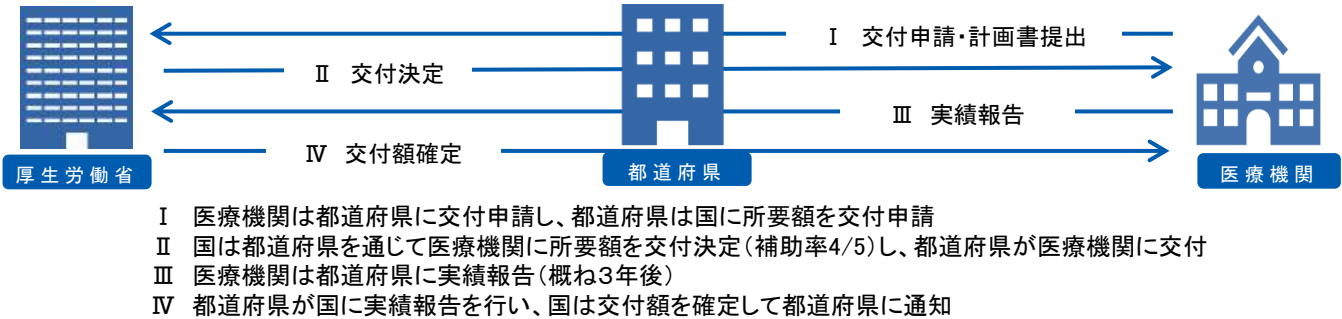 Ⅰ 交付申請・計画書提出
Ⅱ 交付決定
Ⅲ 実績報告
Ⅳ 交付額確定
厚生労働省
都道府県
医療機関
Ⅰ 医療機関は都道府県に交付申請し、都道府県は国に所要額を交付申請
Ⅱ 国は都道府県を通じて医療機関に所要額を交付決定(補助率4/5)し、都道府県が医療機関に交付
Ⅲ 医療機関は都道府県に実績報告(概ね3年後)
Ⅳ 都道府県が国に実績報告を行い、国は交付額を確定して都道府県に通知